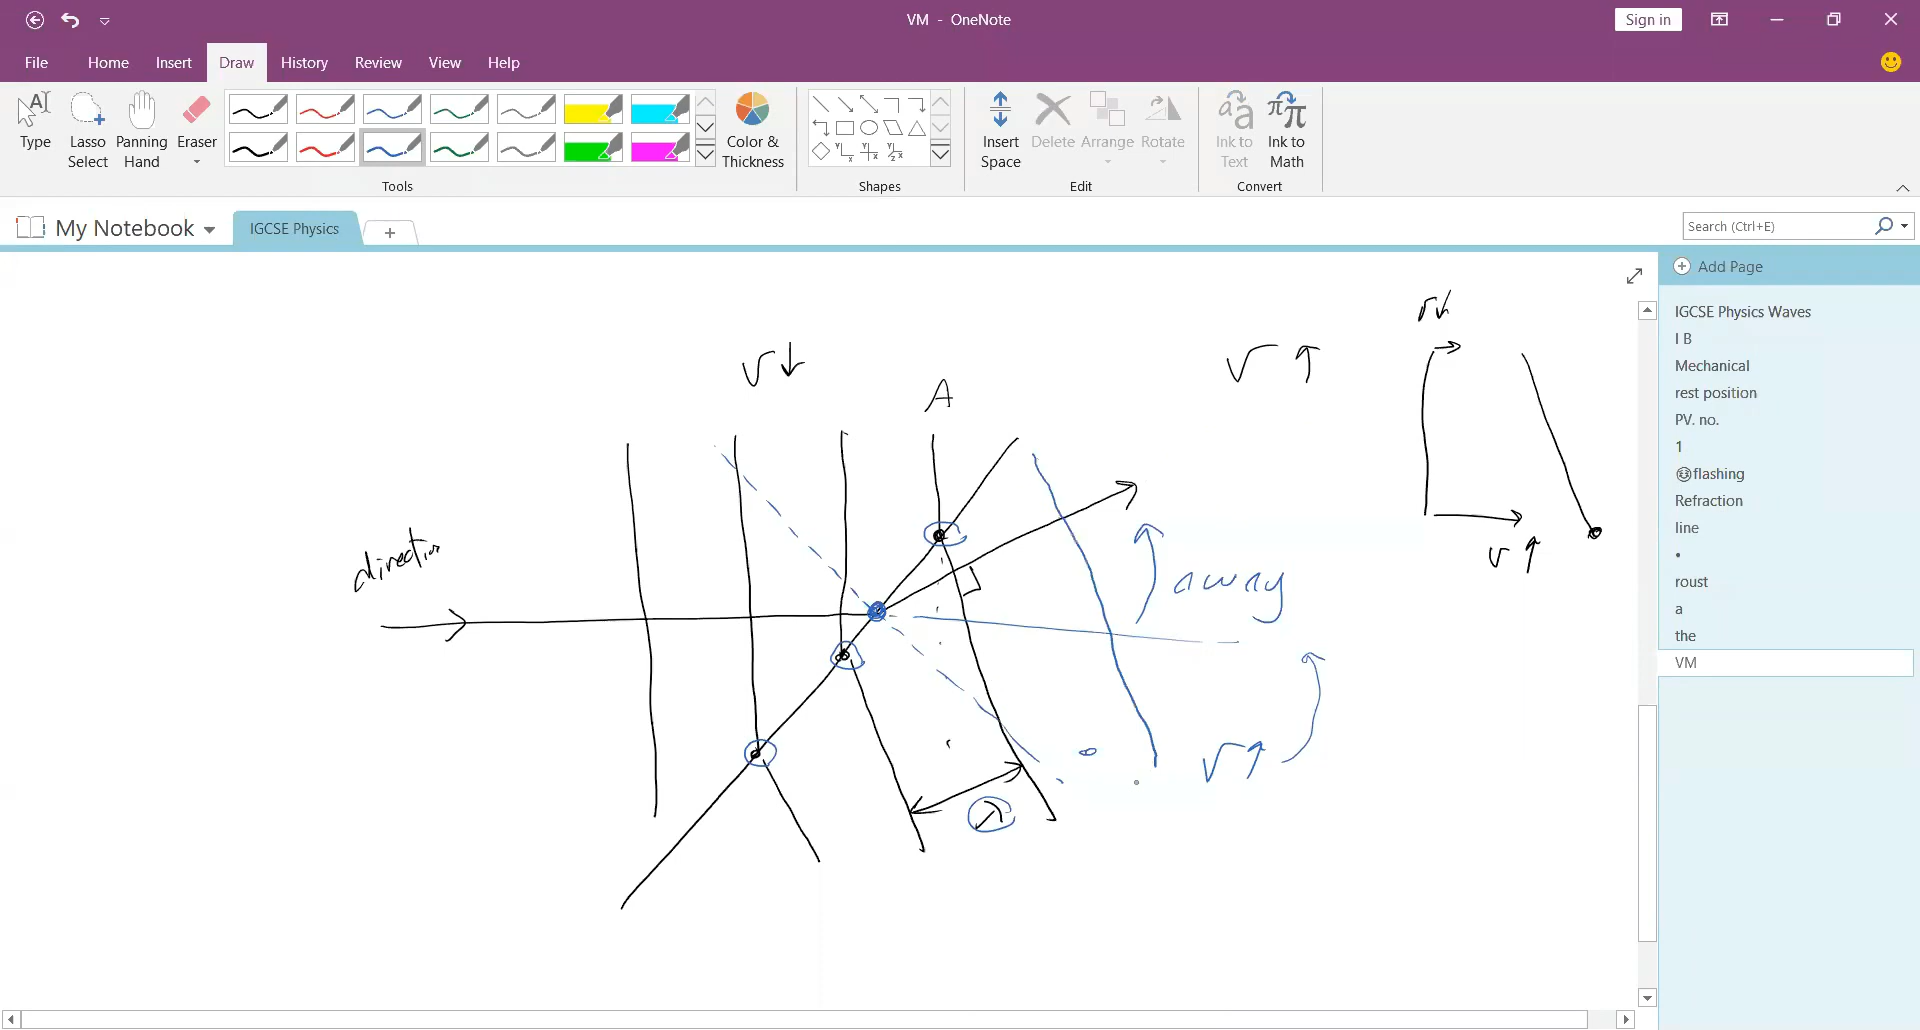 VM - OneNote
Sign in
File Home Insert Draw History Review View Help
Type
Lasso Select
Panning Hand
Eraser
Color & Thickness
Insert Space
Delete
Arrange
Rotate
Ink to Text
Ink to Math
Tools
Shapes
Edit
Convert
My Notebook
IGCSE Physics
Search (Ctrl+E)
Add Page
IGCSE Physics Waves
I B
Mechanical
rest position
PV. no.
1
flashing
Refraction
line
•
roust
a
the
VM
V↓
A
V ↑
V↓
direction
away
V ↑
V↑
λ